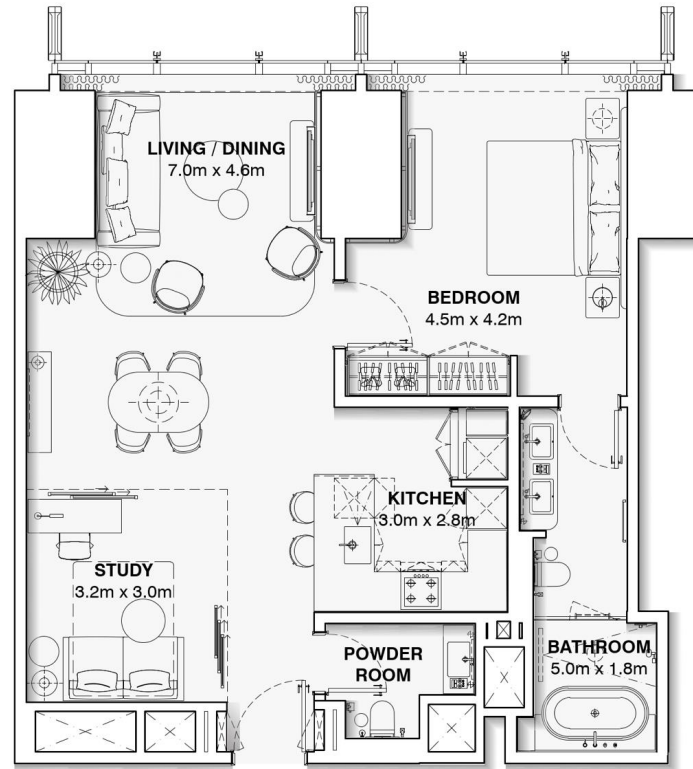 LIVING / DINING
7.0m x 4.6m
BEDROOM
4.5m x 4.2m
KITCHEN
3.0m x 2.8m
STUDY
3.2m x 3.0m
POWDER
ROOM
BATHROOM
5.0m x 1.8m